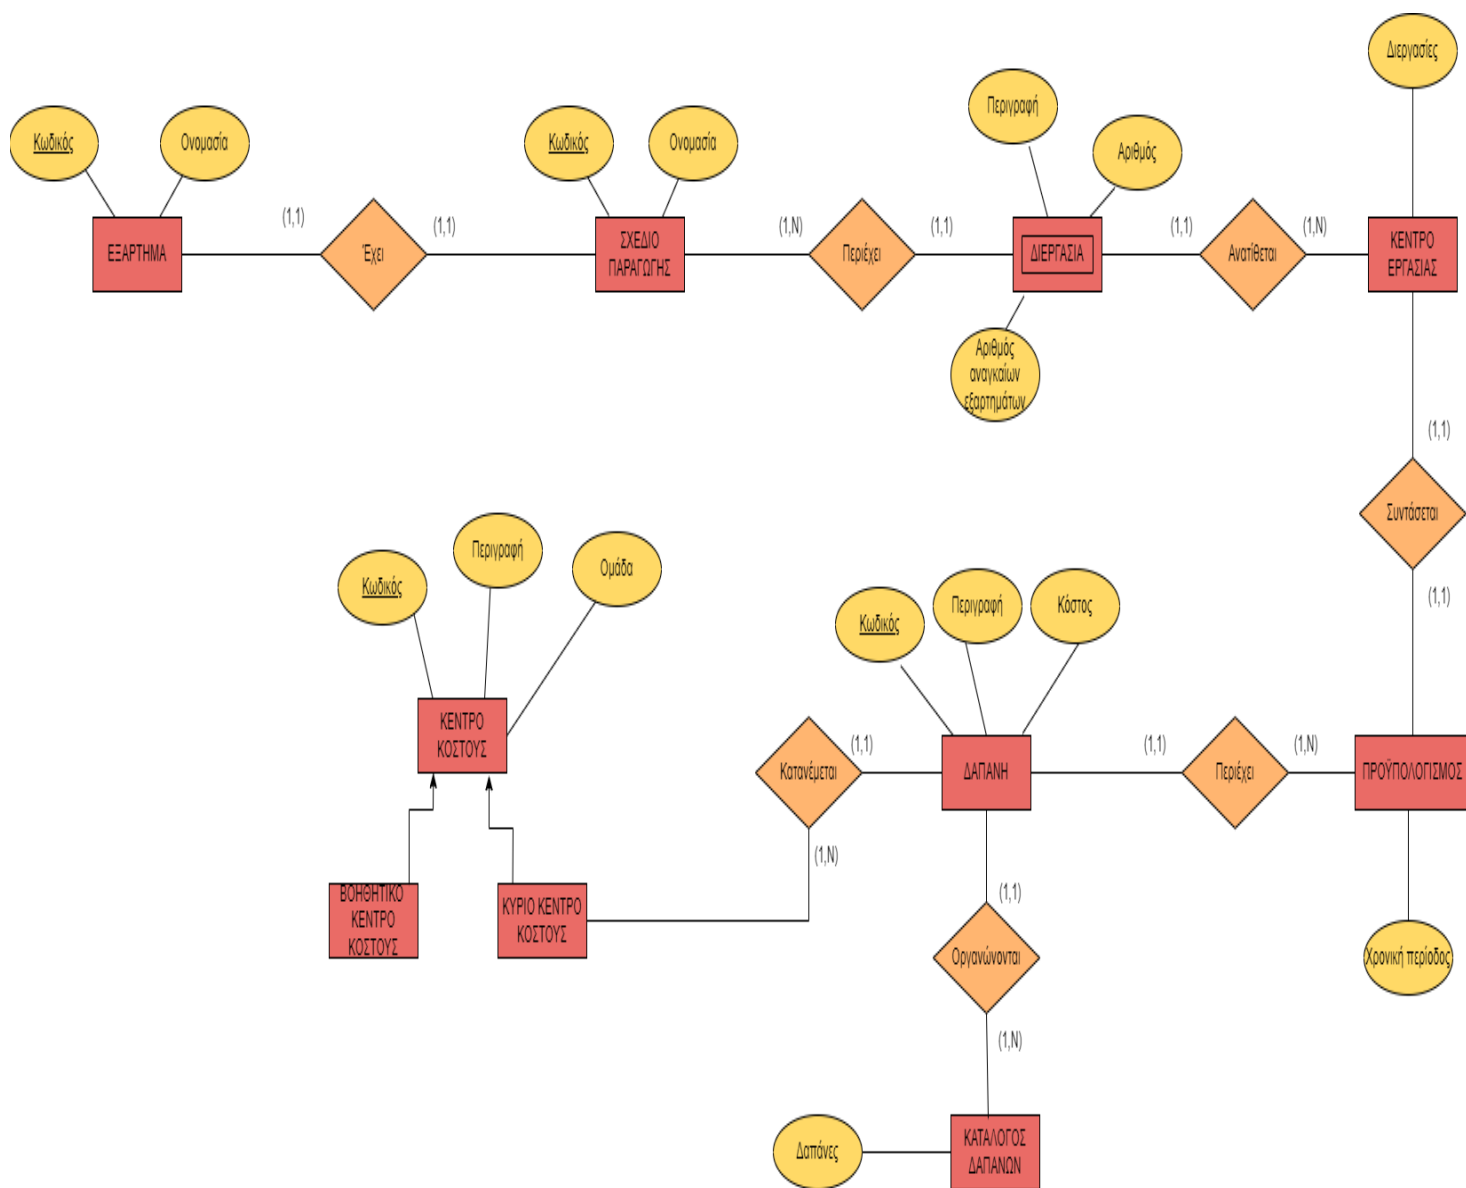 Διεργασίες
Περιγραφή
Κωδικός
Ονομασία
Κωδικός
Ονομασία
Αριθμός
(1,1)
(1,1)
(1,N)
(1,1)
(1,1)
(1,N)
ΕΞΑΡΤΗΜΑ
Έχει
ΣΧΕΔΙΟ
ΠΑΡΑΓΩΓΗΣ
Περιέχει
ΔΙΕΡΓΑΣΙΑ
Ανατίθεται
ΚΕΝΤΡΟ
ΕΡΓΑΣΙΑΣ
Αριθμός
αναγκαίων
εξαρτημάτων
(1,1)
Συντάσεται
(1,1)
Κωδικός
Περιγραφή
Ομάδα
Κωδικός
Περιγραφή
Κόστος
ΚΕΝΤΡΟ
ΚΟΣΤΟΥΣ
(1,1)
(1,1)
(1,N)
Κατανέμεται
ΔΑΠΑΝΗ
Περιέχει
ΠΡΟΫΠΟΛΟΓΙΣΜΟΣ
(1,N)
ΒΟΗΘΗΤΙΚΟ
ΚΕΝΤΡΟ
ΚΟΣΤΟΥΣ
ΚΥΡΙΟ ΚΕΝΤΡΟ
ΚΟΣΤΟΥΣ
(1,1)
Οργανώνονται
Χρονική περίοδος
(1,N)
Δαπάνες
ΚΑΤΑΛΟΓΟΣ
ΔΑΠΑΝΩΝ